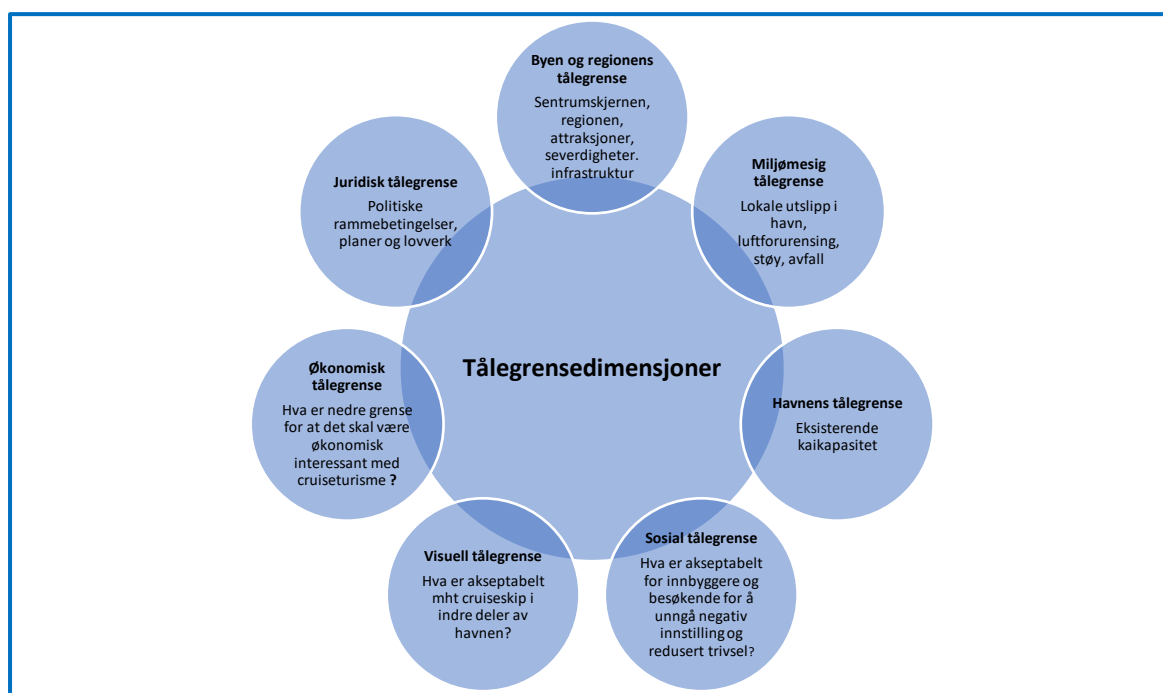 Byen og regionens
tålegrense
Sentrumskjernen,
regionen,
attraksjoner,
severdigheter.
infrastruktur
Miljømesig
tålegrense
Lokale utslipp i
havn,
luftforurensing,
støy, avfall
Havnens tålegrense
Eksisterende
kaikapasitet
Sosial tålegrense
Hva er akseptabelt
for innbyggere og
besøkende for å
unngå negativ
innstilling og
redusert trivsel?
Visuell tålegrense
Hva er akseptabelt
mht cruiseskip i
indre deler av
havnen?
Økonomisk
tålegrense
Hva er nedre grense
for at det skal være
økonomisk
interessant med
cruiseturisme ?
Juridisk tålegrense
Politiske
rammebetingelser,
planer og lovverk
Tålegrensedimensjoner